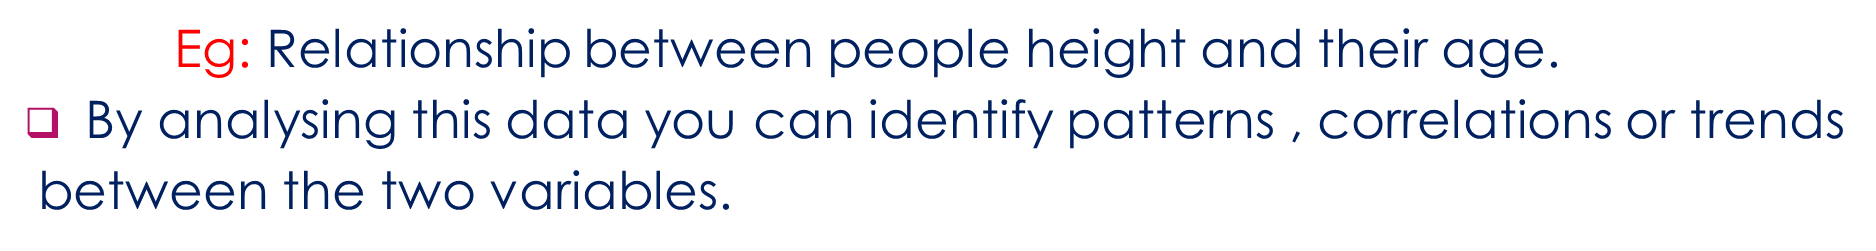 Eg: Relationship between people height and their age.
❑ By analysing this data you can identify patterns , correlations or trends
between the two variables.